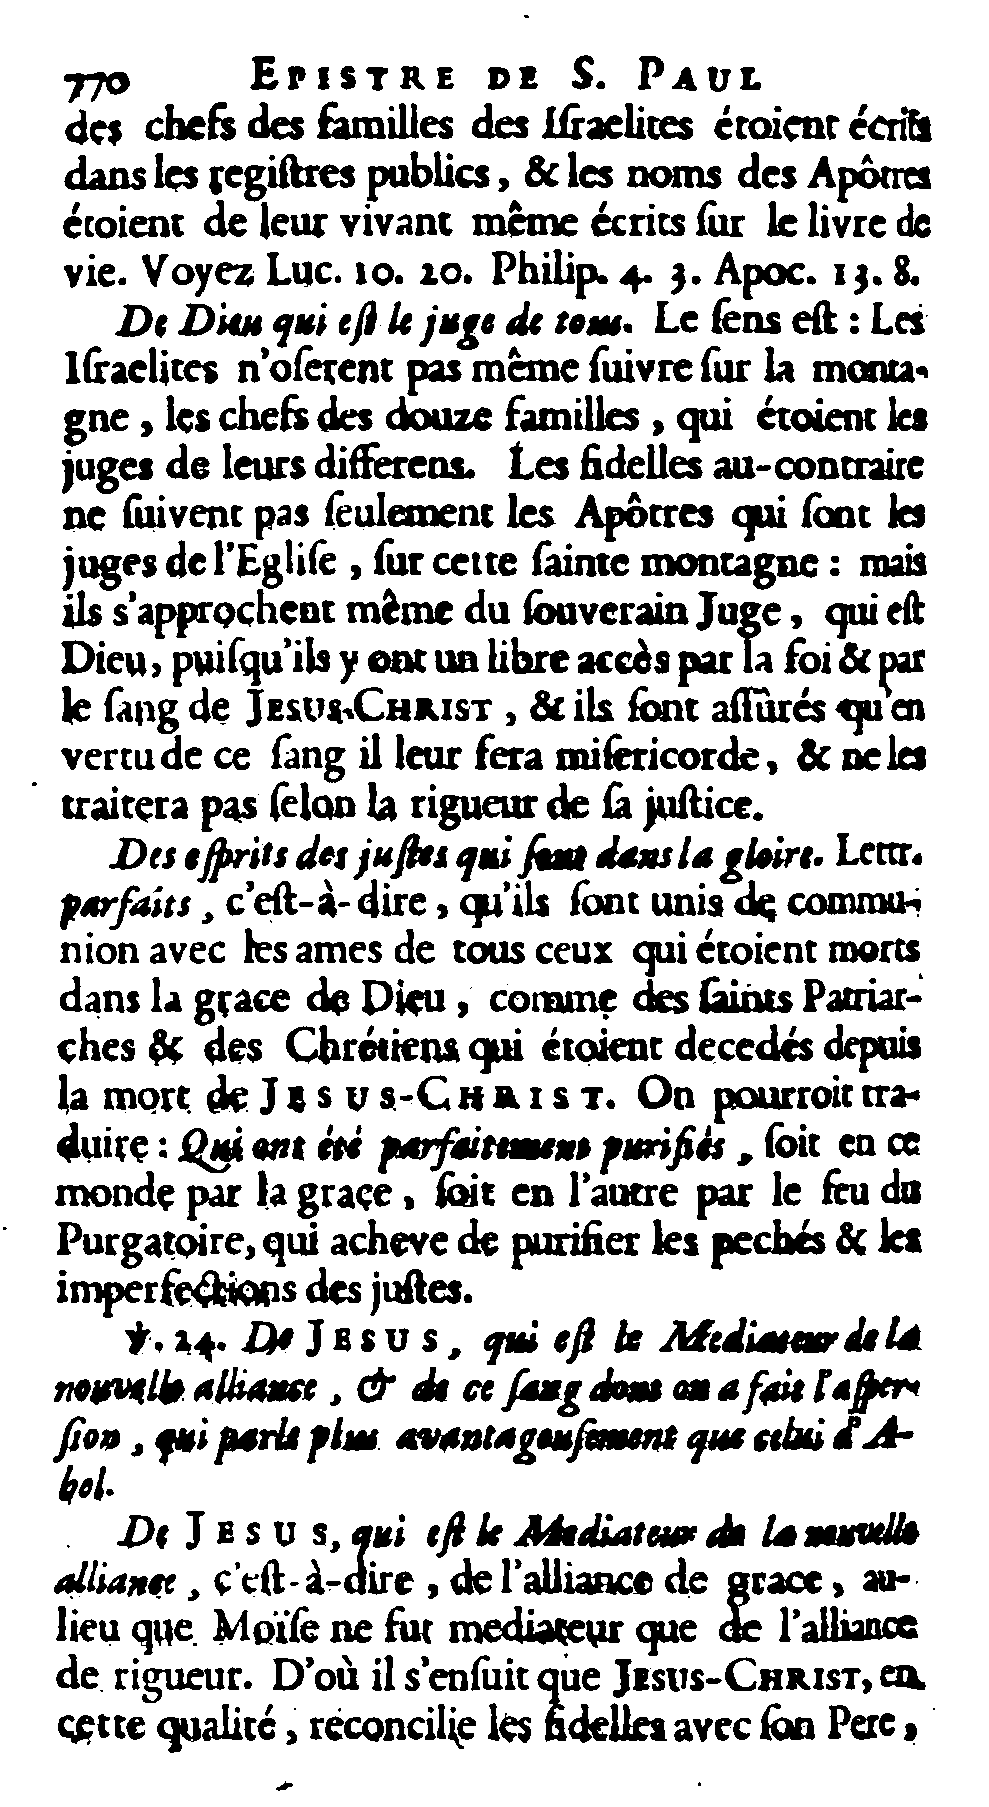 770 EPISTRE DE S. PAUL
des chefs des familles des Iſraelites étoient écrits
dans les regiſtres publics, & les noms des Apôtres
étoient de leur vivant même écrits ſur le livre de
vie. Voyez Luc. 10. 20. Philip. 4. 3. Apoc. 13. 8.
De Dieu qui eſt le juge de tous. Le ſens eſt : Les
Iſraelites n'oſerent pas même ſuivre ſur la monta-
gne, les chefs des douze familles, qui étoient les
juges de leurs differens. Les fidelles au-contraire
ne ſuivent pas ſeulement les Apôtres qui ſont les
juges de l'Egliſe, ſur cette ſainte montagne : mais
ils s'approchent même du ſouverain Juge, qui eſt
Dieu, puiſqu'ils y ont un libre accès par la foi & par
le ſang de JESUS-CHRIST, & ils ſont aſſûrés qu'en
vertu de ce ſang il leur fera miſericorde, & ne les
traitera pas ſelon la rigueur de ſa juſtice.
Des eſprits des juſtes qui ſont dans la gloire. Lettr.
parfaits, c'eſt-à-dire, qu'ils ſont unis de commu-
nion avec les ames de tous ceux qui étoient morts
dans la grace de Dieu, comme des ſaints Patriar-
ches & des Chrétiens qui étoient decedés depuis
la mort de JESUS-CHRIST. On pourroit tra-
duire : Qui ont été parfaitement purifiés, ſoit en ce
monde par la grace, ſoit en l'autre par le feu du
Purgatoire, qui acheve de purifier les pechés & les
imperfections des juſtes.
℣. 24. De JESUS, qui eſt le Mediateur de la
nouvelle alliance, & de ce ſang dont on a fait l'aſper-
ſion, qui parle plus avantageuſement que celui d'A-
bel.
De JESUS, qui eſt le Mediateur de la nouvelle
alliance, c'eſt-à-dire, de l'alliance de grace, au-
lieu que Moïſe ne fut mediateur que de l'alliance
de rigueur. D'où il s'enſuit que JESUS-CHRIST, en
cette qualité, reconcilie les fidelles avec ſon Pere,